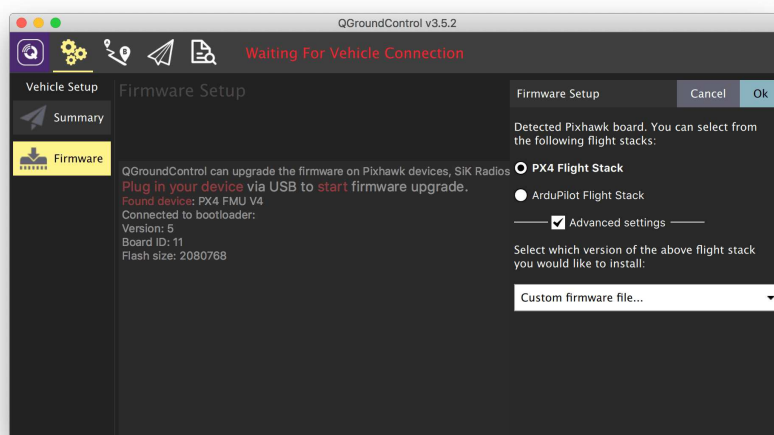 QGroundControl v3.5.2
Waiting For Vehicle Connection
Vehicle Setup
Summary
Firmware
Firmware Setup
QGroundControl can upgrade the firmware on Pixhawk devices, SiK Radios
Plug in your device via USB to start firmware upgrade.
Found device: PX4 FMU V4
Connected to bootloader:
Version: 5
Board ID: 11
Flash size: 2080768
Firmware Setup
Cancel
Ok
Detected Pixhawk board. You can select from
the following flight stacks:
PX4 Flight Stack
ArduPilot Flight Stack
Advanced settings
Select which version of the above flight stack
you would like to install:
Custom firmware file...